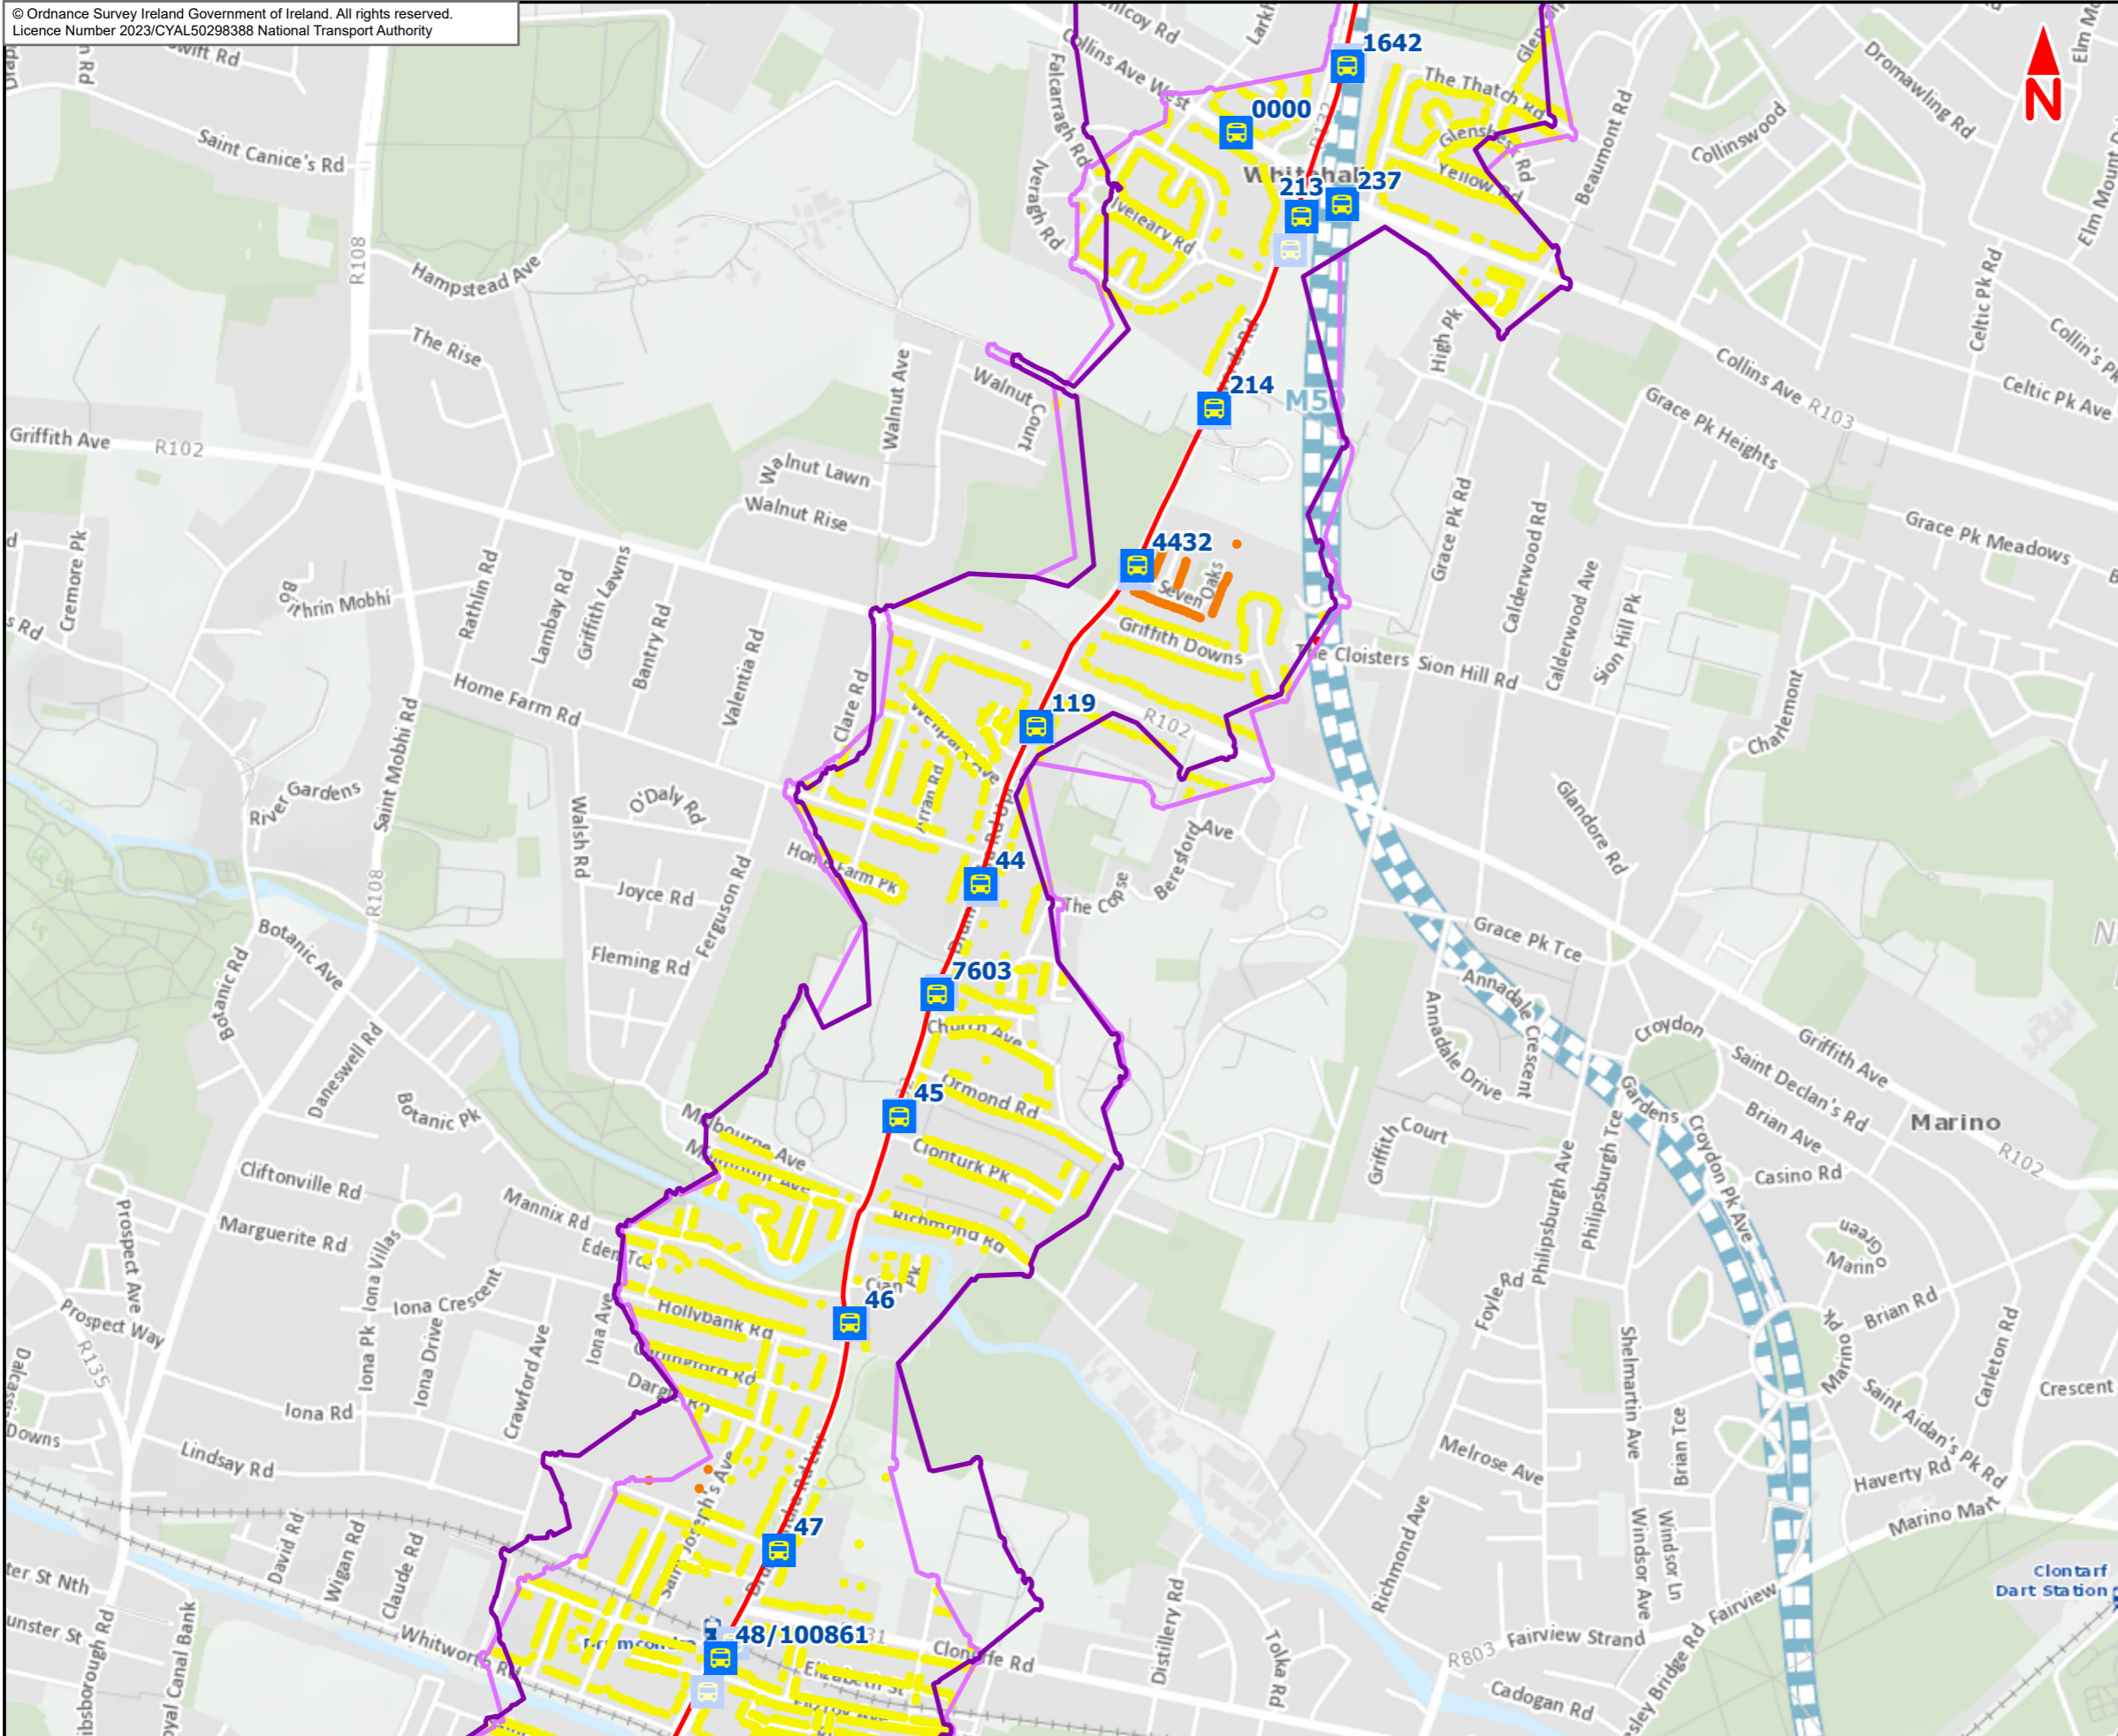 © Ordnance Survey Ireland Government of Ireland. All rights reserved.
Licence Number 2023/CYAL50298388 National Transport Authority
N
1642
0000
Collins Ave West
Falcarragh Rd
Iveragh Rd
Iveleary Rd
The Thatch Rd
Yellow Rd
Beaumont Rd
Collinswood
Dromawling Rd
Saint Canice's Rd
R108
Hampstead Ave
213
237
The Rise
Walnut Ave
Walnut Court
Walnut Lawn
Walnut Rise
214
M50
High Pk
Celtic Pk Rd
Collins Ave
R103
Celtic Pk Ave
Grace Pk Heights
Grace Pk Meadows
Griffith Ave
R102
Cremore Pk
Rathlin Rd
Lambay Rd
Griffith Lawns
Bantry Rd
Valentia Rd
4432
Seven Oaks
Griffith Downs
The Cloisters
Sion Hill Rd
Grace Pk Rd
Calderwood Rd
Calderwood Ave
Sion Hill Pk
Charlemont
Home Farm Rd
Clare Rd
119
R102
Saint Mobhi Rd
River Gardens
Walsh Rd
O'Daly Rd
Arran Rd
Beresford Ave
Glandore Rd
44
Home Farm Pk
The Copse
Joyce Rd
Ferguson Rd
Fleming Rd
R108
Botanic Ave
Botanic Rd
Grace Pk Tce
7603
Church Ave
Annadale Crescent
Annadale Drive
Croydon Gardens
Griffith Ave
Saint Declan's Rd
Brian Ave
Marino
R102
Daneswell Rd
Botanic Pk
45
Ormond Rd
Clonturk Pk
Millbourne Ave
Griffith Court
Philipsburgh Ave
Philipsburgh Tce
Croydon Pk Ave
Casino Rd
Cliftonville Rd
Marguerite Rd
Mannix Rd
Eden Tce
Richmond Rd
Prospect Ave
Prospect Way
Iona Villas
Iona Crescent
Iona Pk
Iona Drive
Crawford Ave
Iona Ave
46
Hollybank Rd
Foyle Rd
Marino Green
Brian Rd
Marino Pk
Carleton Rd
Crescent
R135
Iona Rd
Lindsay Rd
Shelmartin Ave
Brian Tce
Saint Aidan's Pk Rd
Melrose Ave
Haverty Rd
Marino Mart
47
Saint Joseph's Ave
David Rd
Wigan Rd
Claude Rd
Richmond Ave
Windsor Ave
Windsor Ln
Clontarf
Dart Station
48/100861
Whitworth Rd
Elizabeth St
Clonliffe Rd
Distillery Rd
Tolka Rd
R803
Fairview Strand
Fairview
Cadogan Rd